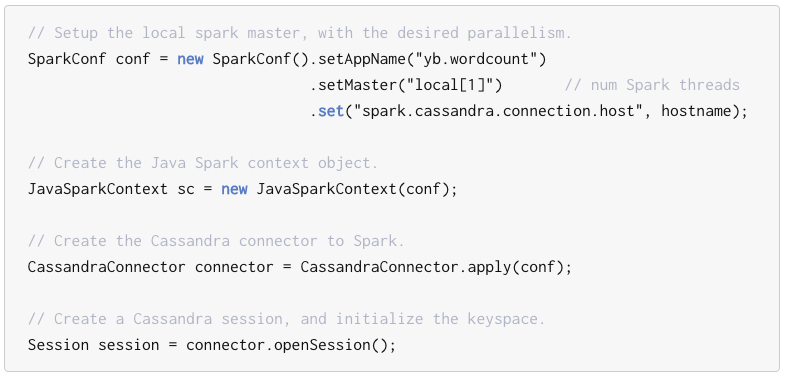 // Setup the local spark master, with the desired parallelism.
SparkConf conf = new SparkConf().setAppName("yb.wordcount")
.setMaster("local[1]") // num Spark threads
.set("spark.cassandra.connection.host", hostname);
// Create the Java Spark context object.
JavaSparkContext sc = new JavaSparkContext(conf);
// Create the Cassandra connector to Spark.
CassandraConnector connector = CassandraConnector.apply(conf);
// Create a Cassandra session, and initialize the keyspace.
Session session = connector.openSession();